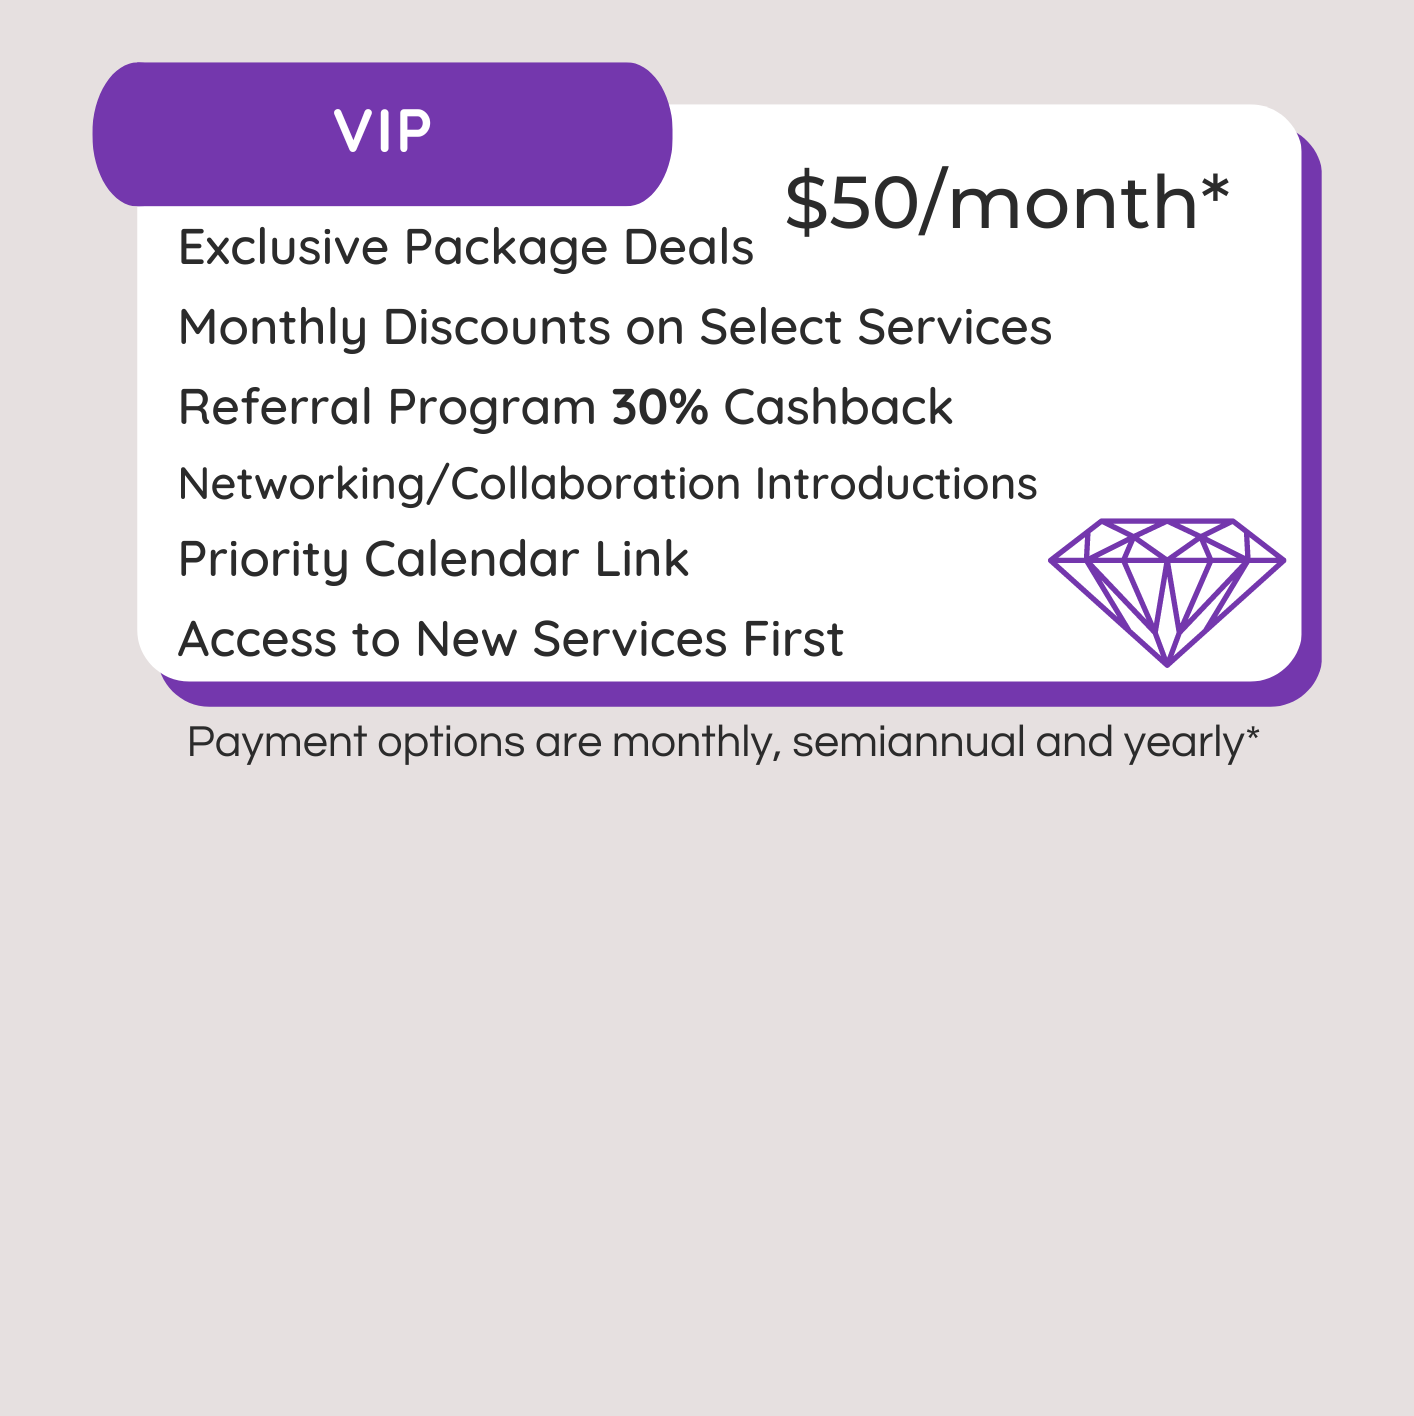 VIP
$50/month*
Exclusive Package Deals
Monthly Discounts on Select Services
Referral Program 30% Cashback
Networking/Collaboration Introductions
Priority Calendar Link
Access to New Services First
Payment options are monthly, semiannual and yearly*